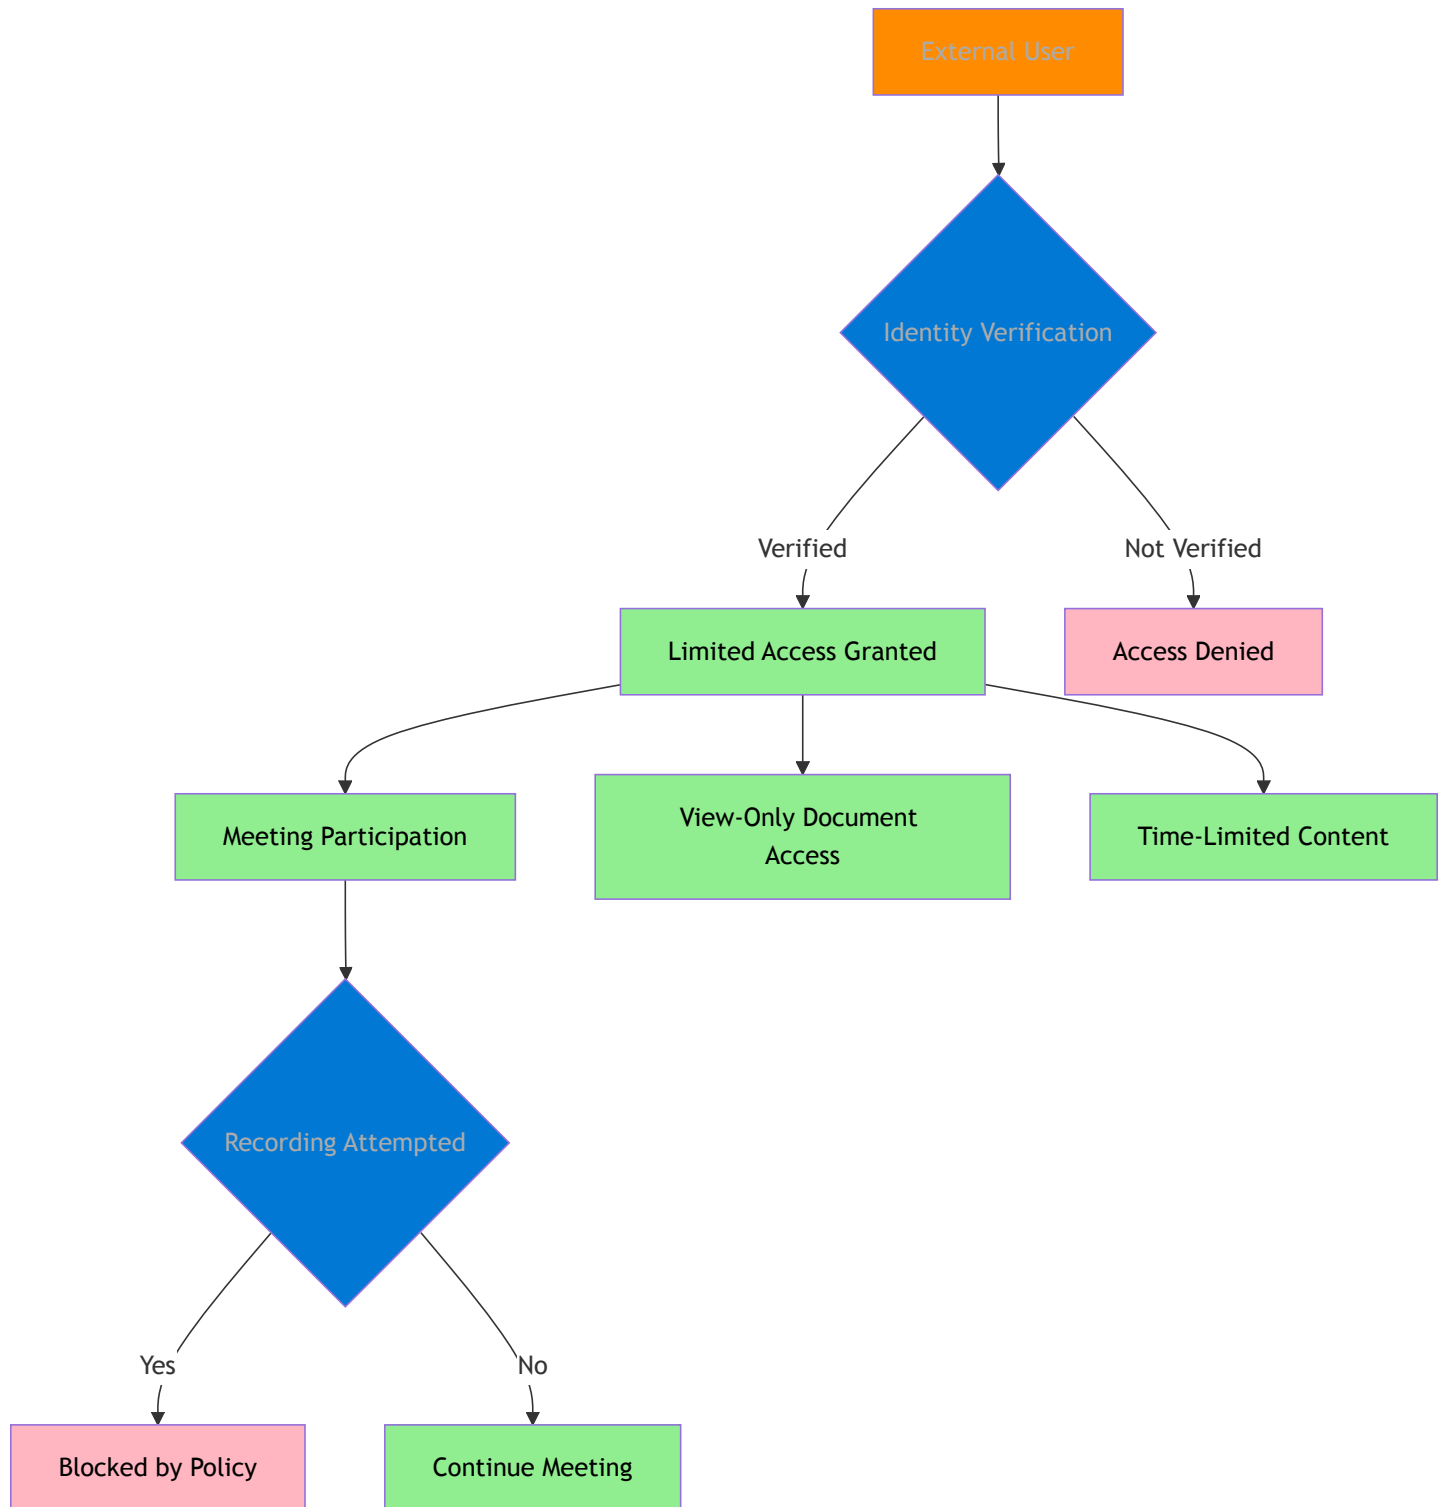 External User
Identity Verification
Verified
Not Verified
Limited Access Granted
Access Denied
Meeting Participation
View-Only Document
Access
Time-Limited Content
Recording Attempted
Yes
No
Blocked by Policy
Continue Meeting